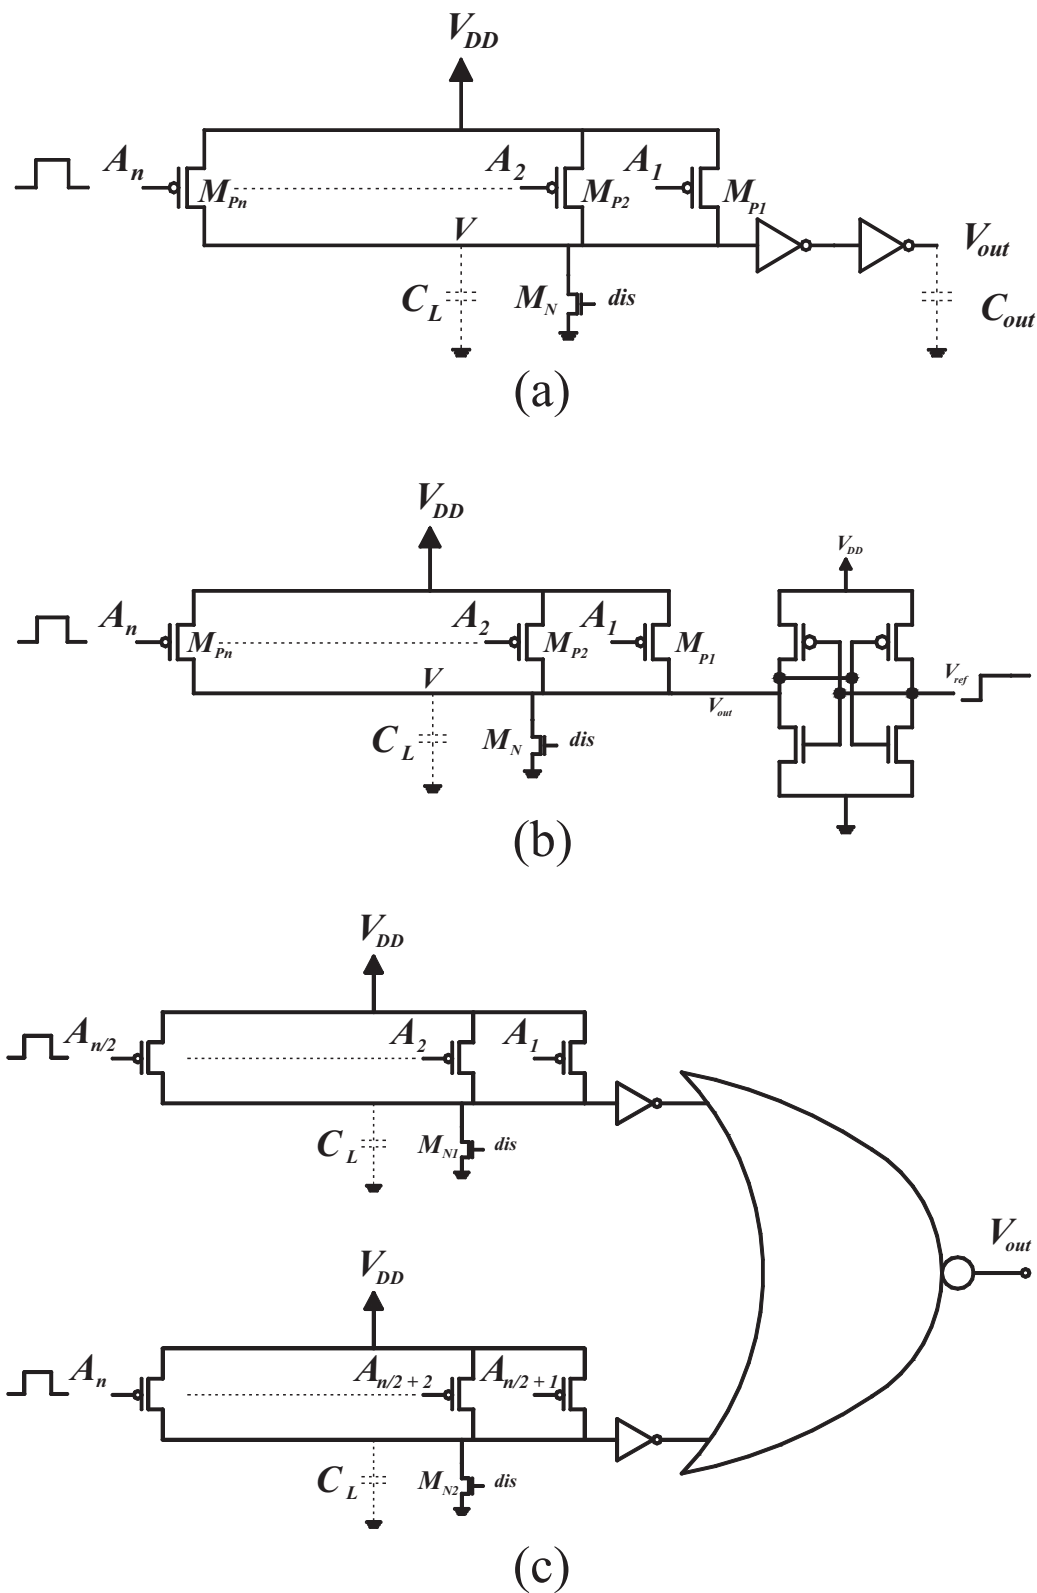 V_DD
A_n M_Pn A_2 M_P2 A_1 M_P1
V V_out
C_L M_N dis C_out
(a)
V_DD V_DD
A_n M_Pn A_2 M_P2 A_1 M_P1
V V_out V_ref
C_L M_N dis
(b)
V_DD
A_n/2 A_2 A_1
C_L M_N1 dis
V_out
V_DD
A_n A_n/2+2 A_n/2+1
C_L M_N2 dis
(c)